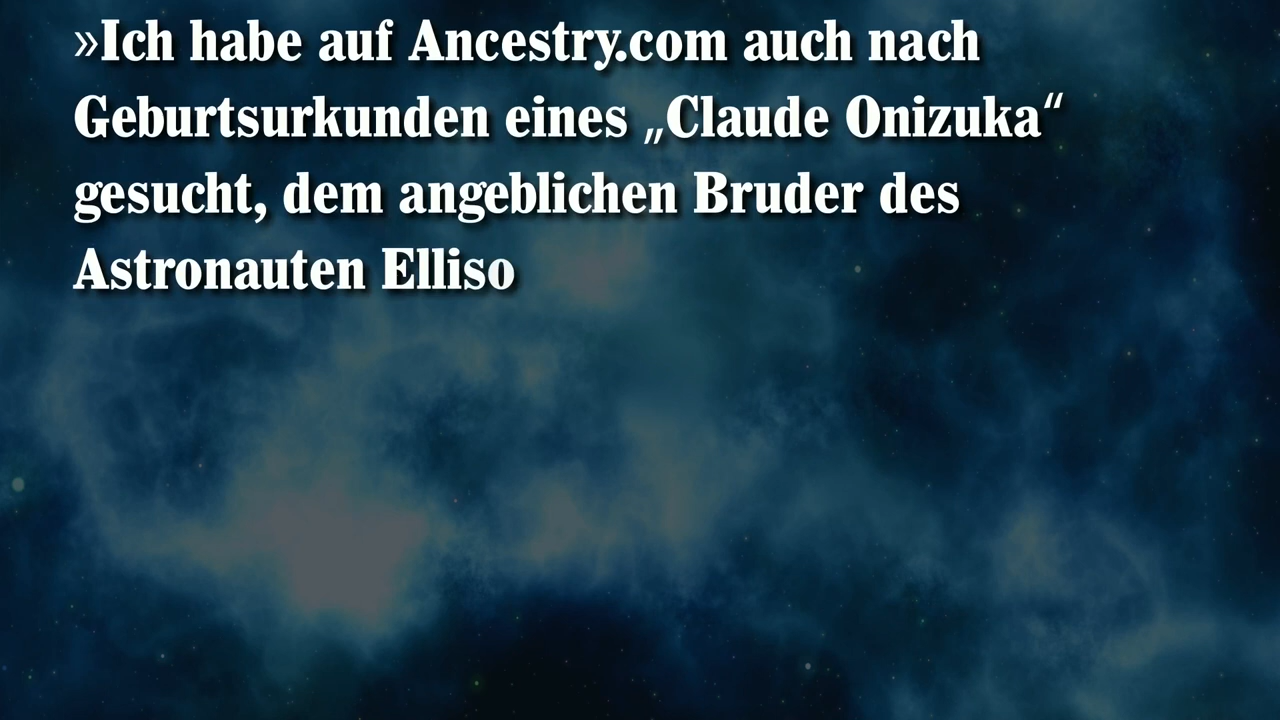 »Ich habe auf Ancestry.com auch nach
Geburtsurkunden eines „Claude Onizuka“
gesucht, dem angeblichen Bruder des
Astronauten Elliso